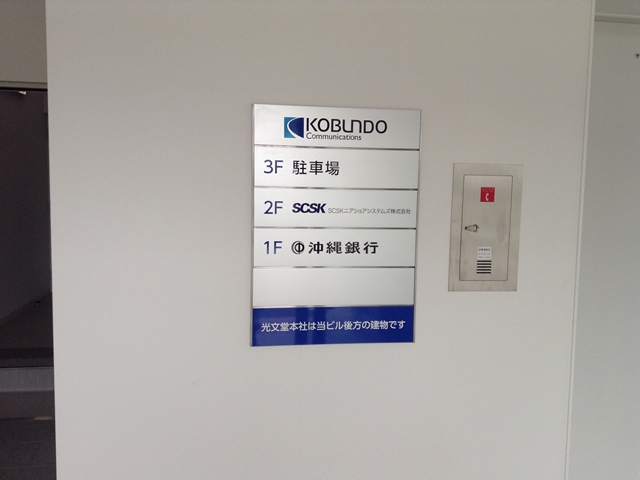 KOBUNDO
Communications
3F 駐車場
2F SCSK SCSKニアショアシステムズ株式会社
1F 沖縄銀行
光文堂本社は当ビル後方の建物です